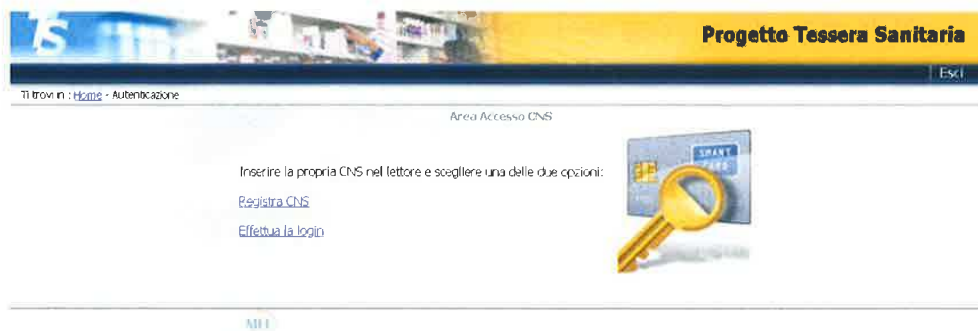 TS
Progetto Tessera Sanitaria
Esci
Ti trovi in : Home - Autenticazione
Area Accesso CNS
SMART
CARD
Inserire la propria CNS nel lettore e scegliere una delle due opzioni:
Registra CNS
Effettua la login